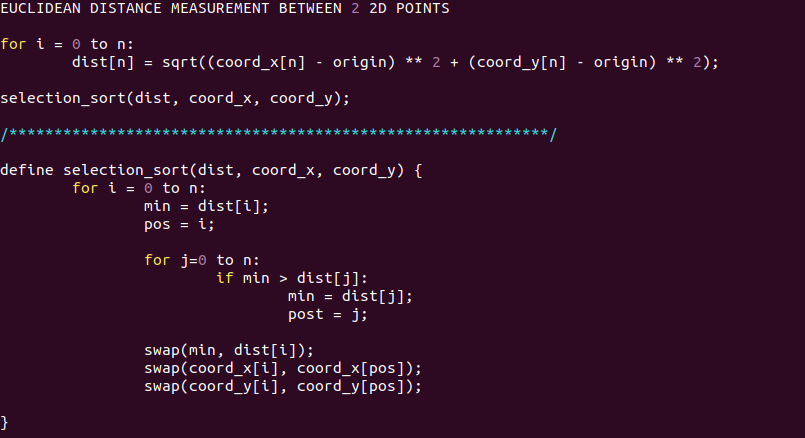 EUCLIDEAN DISTANCE MEASUREMENT BETWEEN 2 2D POINTS
for i = 0 to n:
dist[n] = sqrt((coord_x[n] - origin) ** 2 + (coord_y[n] - origin) ** 2);
selection_sort(dist, coord_x, coord_y);
/************************************************************/
define selection_sort(dist, coord_x, coord_y) {
for i = 0 to n:
min = dist[i];
pos = i;
for j=0 to n:
if min > dist[j]:
min = dist[j];
post = j;
swap(min, dist[i]);
swap(coord_x[i], coord_x[pos]);
swap(coord_y[i], coord_y[pos]);
}